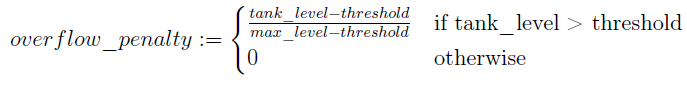 overflow_penalty := { tank_level−threshold / max_level−threshold if tank_level > threshold
0 otherwise